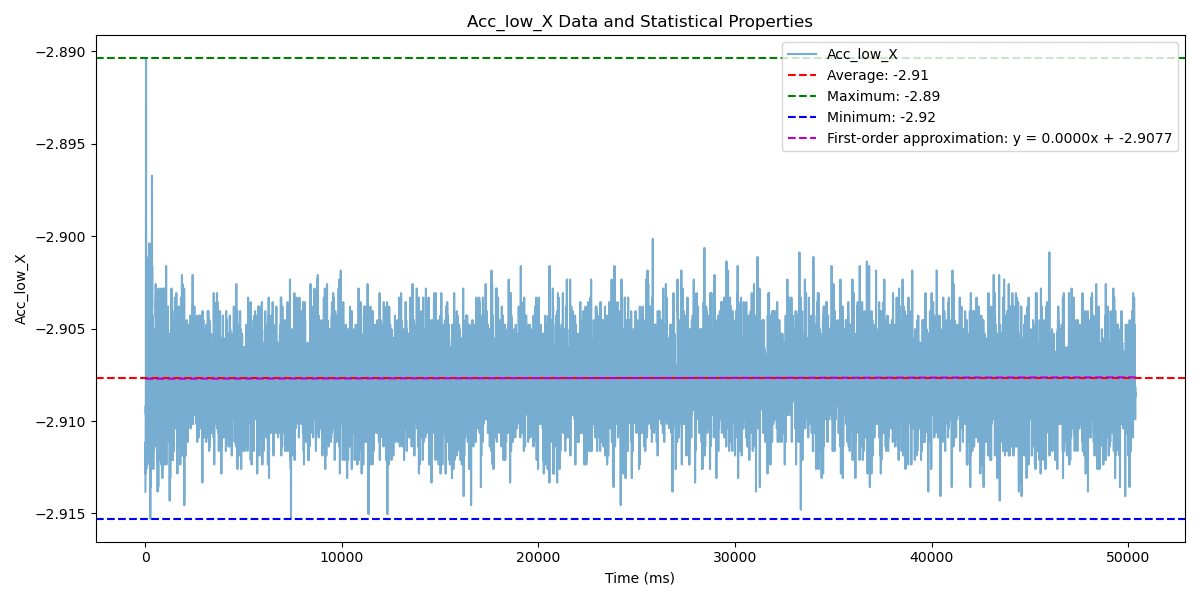 Acc_low_X Data and Statistical Properties
Acc_low_X
−2.890
−2.895
−2.900
−2.905
−2.910
−2.915
Acc_low_X
Average: -2.91
Maximum: -2.89
Minimum: -2.92
First-order approximation: y = 0.0000x + -2.9077
0 10000 20000 30000 40000 50000
Time (ms)